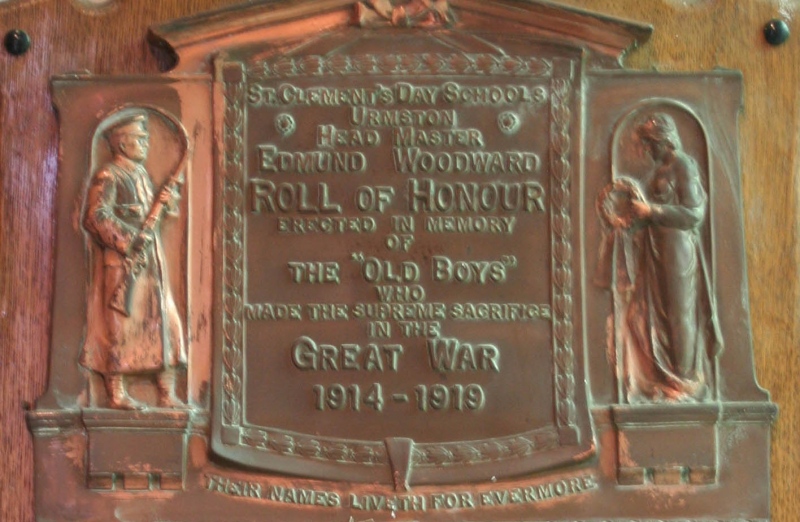 St. Clement's Day Schools
Urmston
Head Master
Edmund Woodward
Roll of Honour
Erected in Memory
of
The "Old Boys"
who
made the supreme sacrifice
in the
Great War
1914 - 1919
Their names liveth for evermore